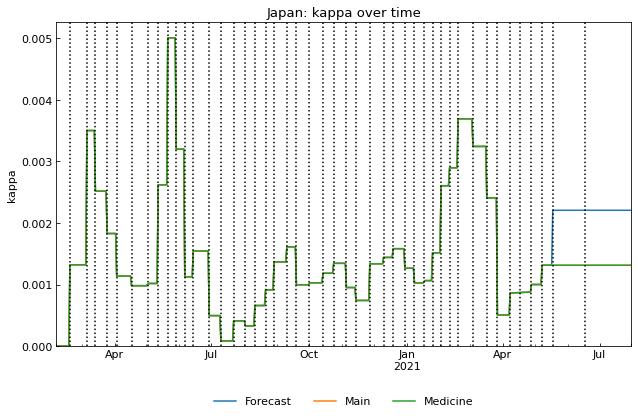 Japan: kappa over time
0.005
0.004
0.003
0.002
0.001
0.000
kappa
Apr Jul Oct Jan Apr Jul
2021
Forecast Main Medicine